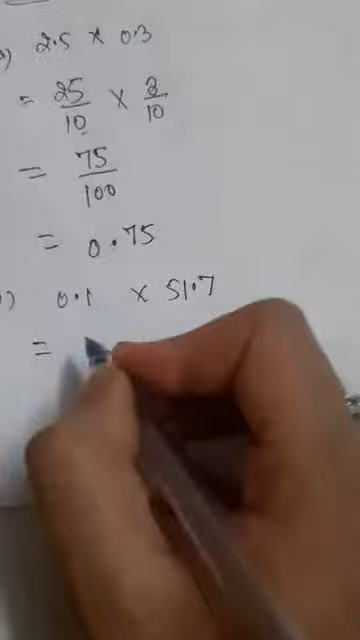 2.5 × 0.3
= 25/10 × 3/10
= 75/100
= 0.75
0.1 × 51.7
=